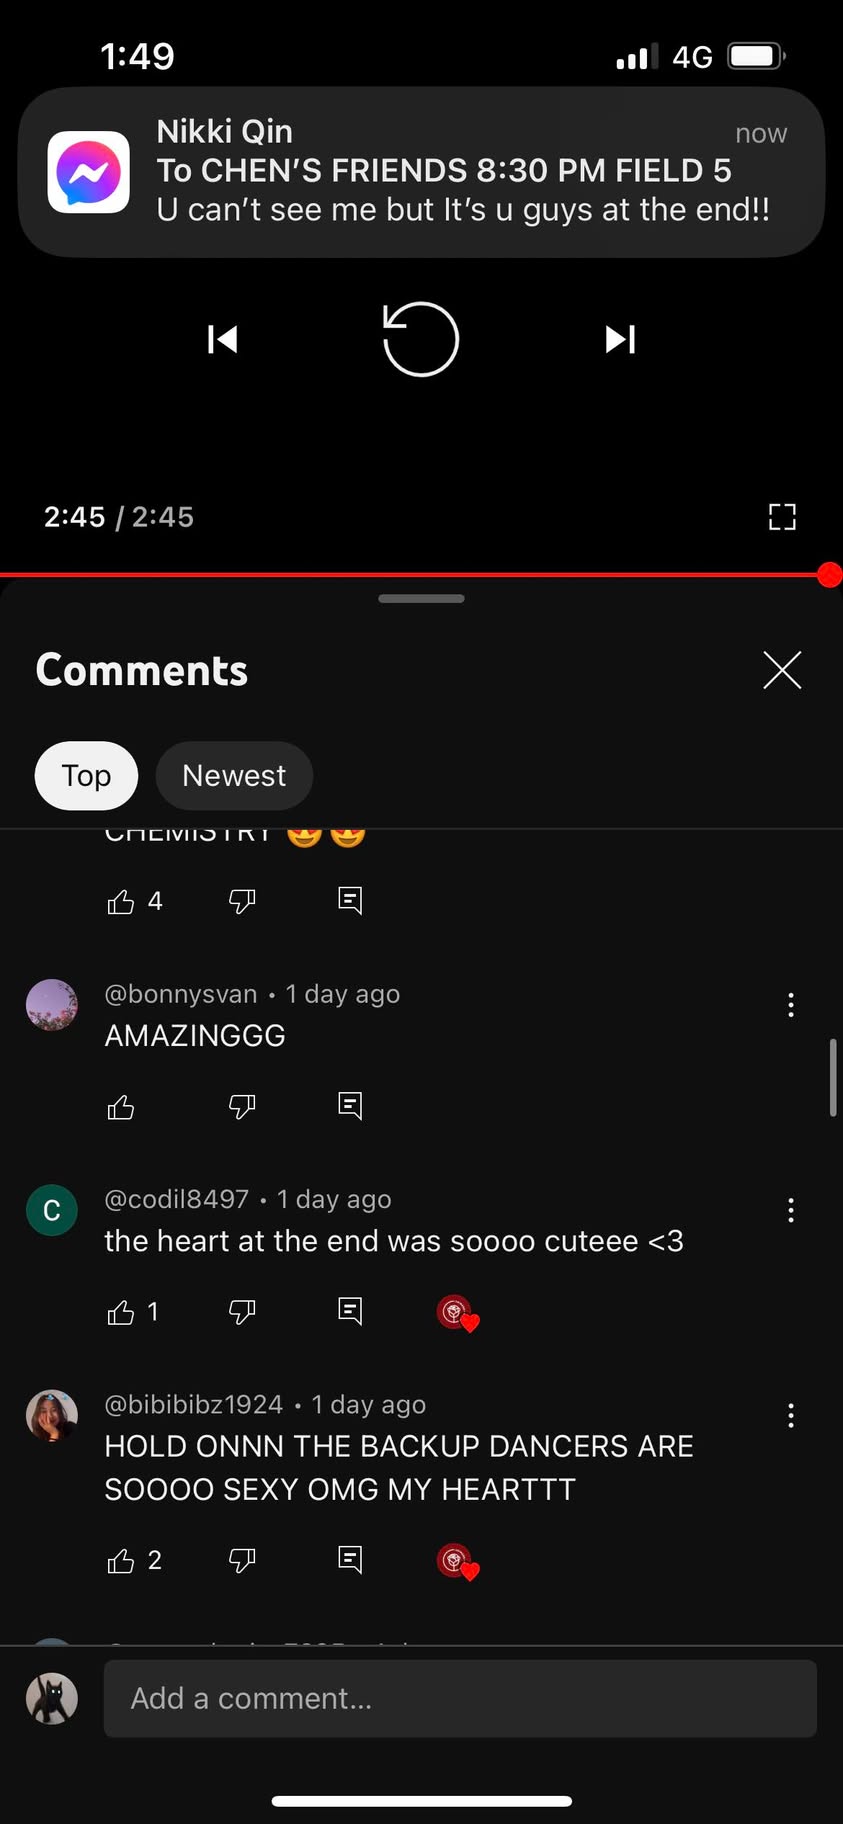 1:49
4G
Nikki Qin
now
To CHEN’S FRIENDS 8:30 PM FIELD 5
U can’t see me but It’s u guys at the end!!
2:45 / 2:45
Comments
Top
Newest
CHEMISTRY 😍😍
4
@bonnysvan • 1 day ago
AMAZINGGG
C
@codil8497 • 1 day ago
the heart at the end was soooo cuteee <3
1
@bibibibz1924 • 1 day ago
HOLD ONNN THE BACKUP DANCERS ARE
SOOOO SEXY OMG MY HEARTTT
2
Add a comment...